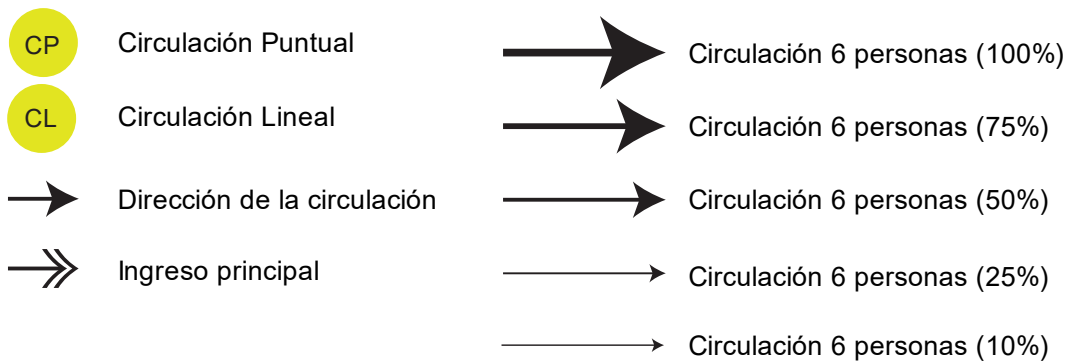 CP
Circulación Puntual
CL
Circulación Lineal
Dirección de la circulación
Ingreso principal
Circulación 6 personas (100%)
Circulación 6 personas (75%)
Circulación 6 personas (50%)
Circulación 6 personas (25%)
Circulación 6 personas (10%)